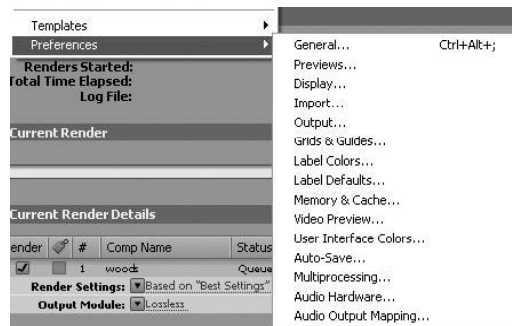 Templates
Preferences
Renders Started:
Total Time Elapsed:
Log File:
Current Render
Current Render Details
ender # Comp Name Status
1 woods Queue
Render Settings: Based on "Best Settings"
Output Module: Lossless
General... Ctrl+Alt+;
Previews...
Display...
Import...
Output...
Grids & Guides...
Label Colors...
Label Defaults...
Memory & Cache...
Video Preview...
User Interface Colors...
Auto-Save...
Multiprocessing...
Audio Hardware...
Audio Output Mapping...